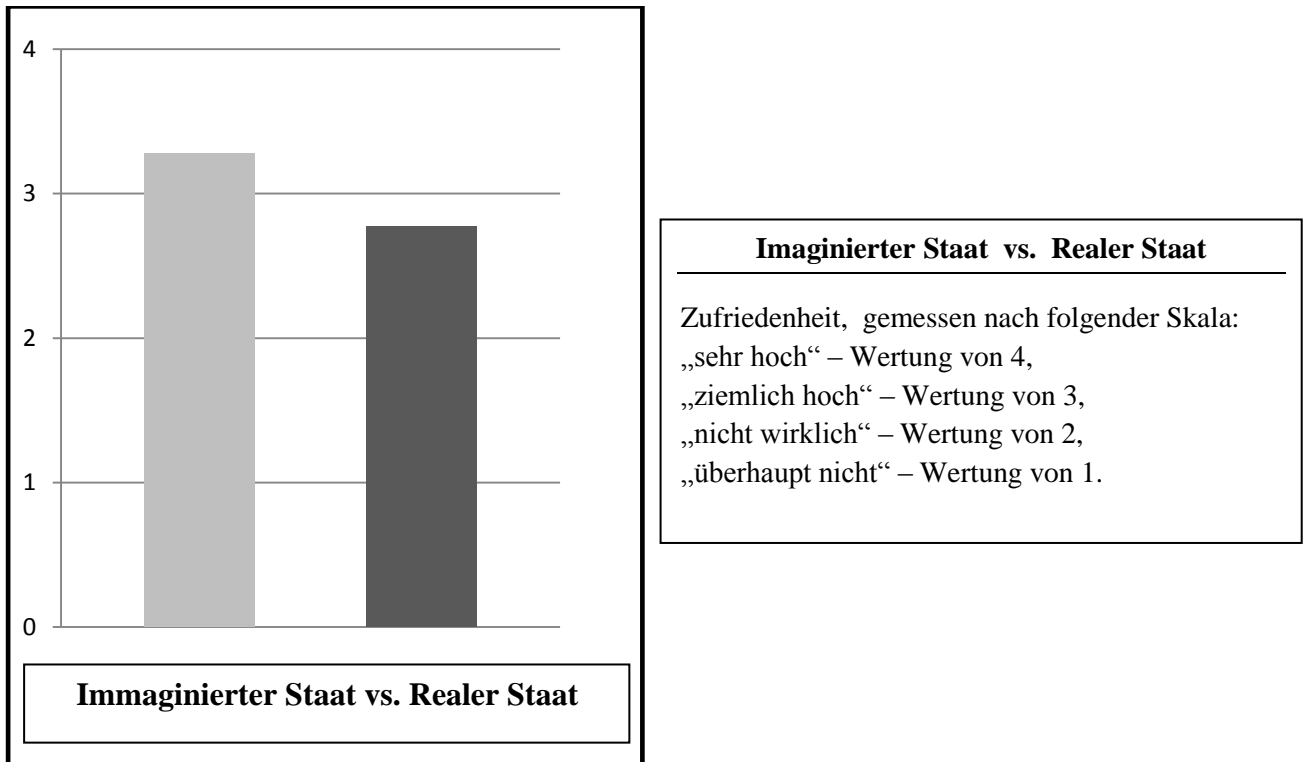 4
3
2
1
0
Immaginierter Staat vs. Realer Staat
Imaginierter Staat vs. Realer Staat
Zufriedenheit, gemessen nach folgender Skala:
„sehr hoch“ – Wertung von 4,
„ziemlich hoch“ – Wertung von 3,
„nicht wirklich“ – Wertung von 2,
„überhaupt nicht“ – Wertung von 1.